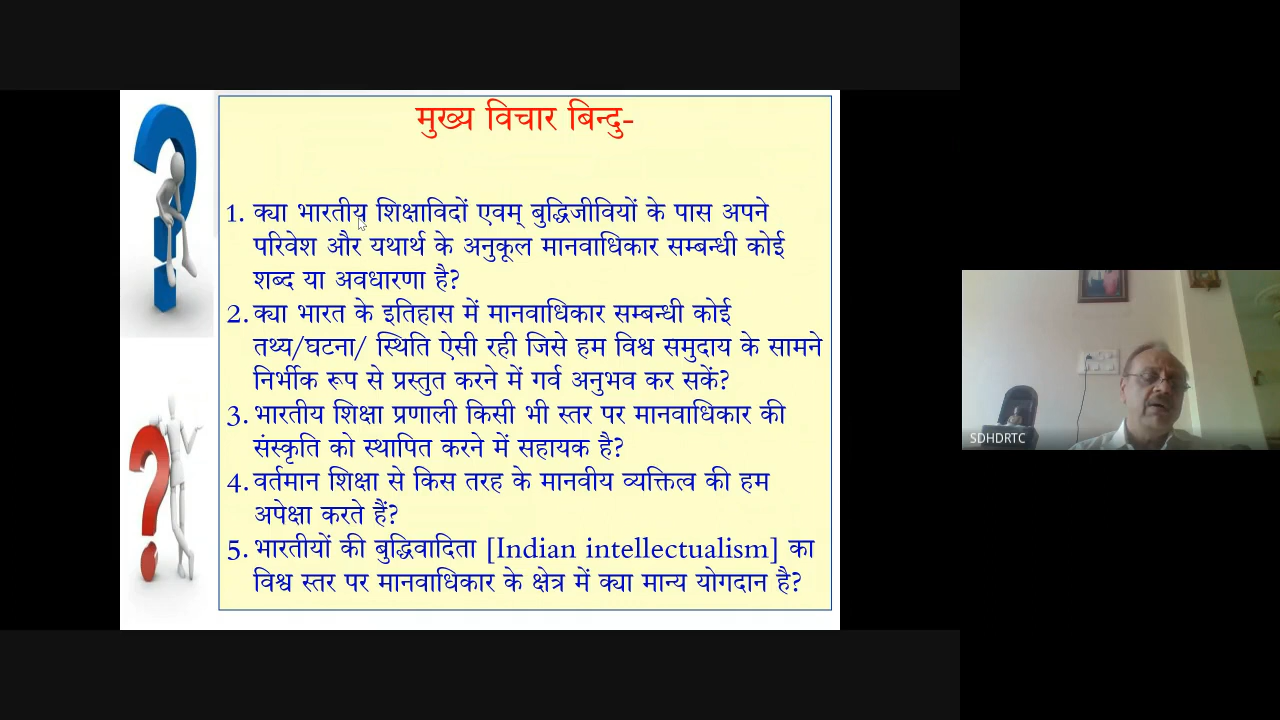 मुख्य विचार बिन्दु-
1. क्या भारतीय शिक्षाविदों एवम् बुद्धिजीवियों के पास अपने
परिवेश और यथार्थ के अनुकूल मानवाधिकार सम्बन्धी कोई
शब्द या अवधारणा है?
2. क्या भारत के इतिहास में मानवाधिकार सम्बन्धी कोई
तथ्य/घटना/ स्थिति ऐसी रही जिसे हम विश्व समुदाय के सामने
निर्भीक रूप से प्रस्तुत करने में गर्व अनुभव कर सकें?
3. भारतीय शिक्षा प्रणाली किसी भी स्तर पर मानवाधिकार की
संस्कृति को स्थापित करने में सहायक है?
4. वर्तमान शिक्षा से किस तरह के मानवीय व्यक्तित्व की हम
अपेक्षा करते हैं?
5. भारतीयों की बुद्धिवादिता [Indian intellectualism] का
विश्व स्तर पर मानवाधिकार के क्षेत्र में क्या मान्य योगदान है?
SDHDRTC